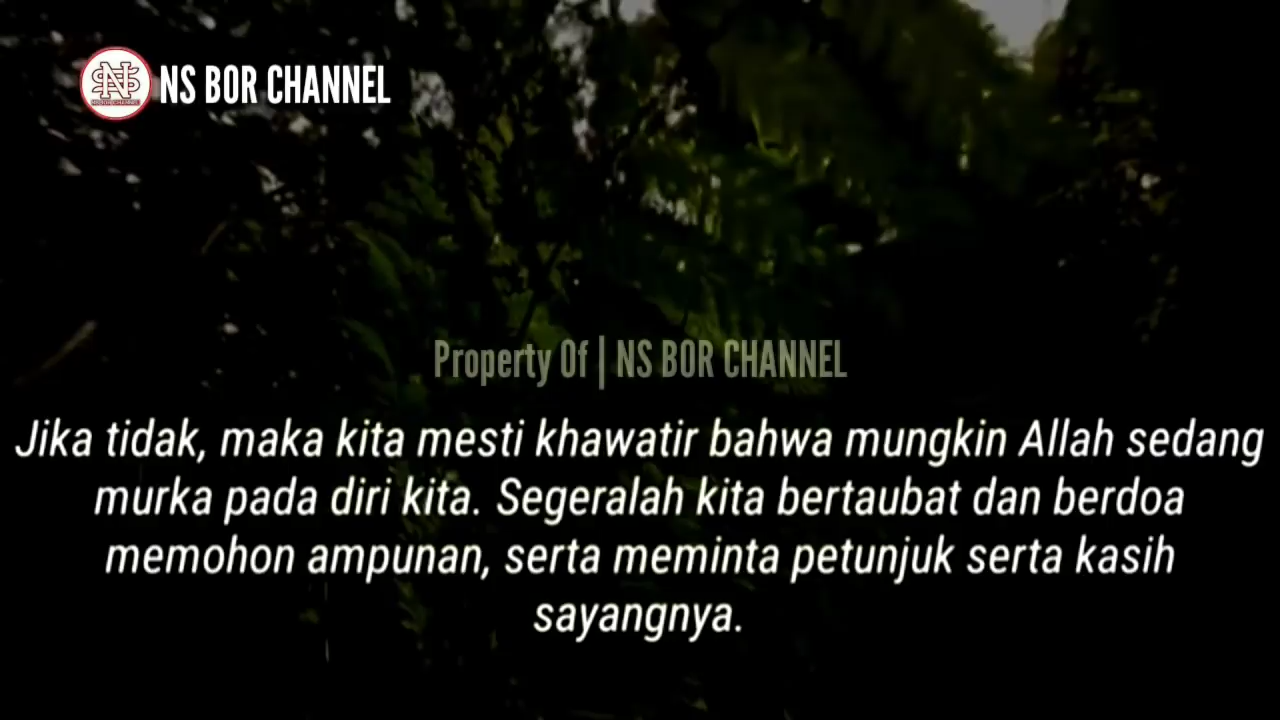 NS BOR CHANNEL
Property Of | NS BOR CHANNEL
Jika tidak, maka kita mesti khawatir bahwa mungkin Allah sedang
murka pada diri kita. Segeralah kita bertaubat dan berdoa
memohon ampunan, serta meminta petunjuk serta kasih
sayangnya.